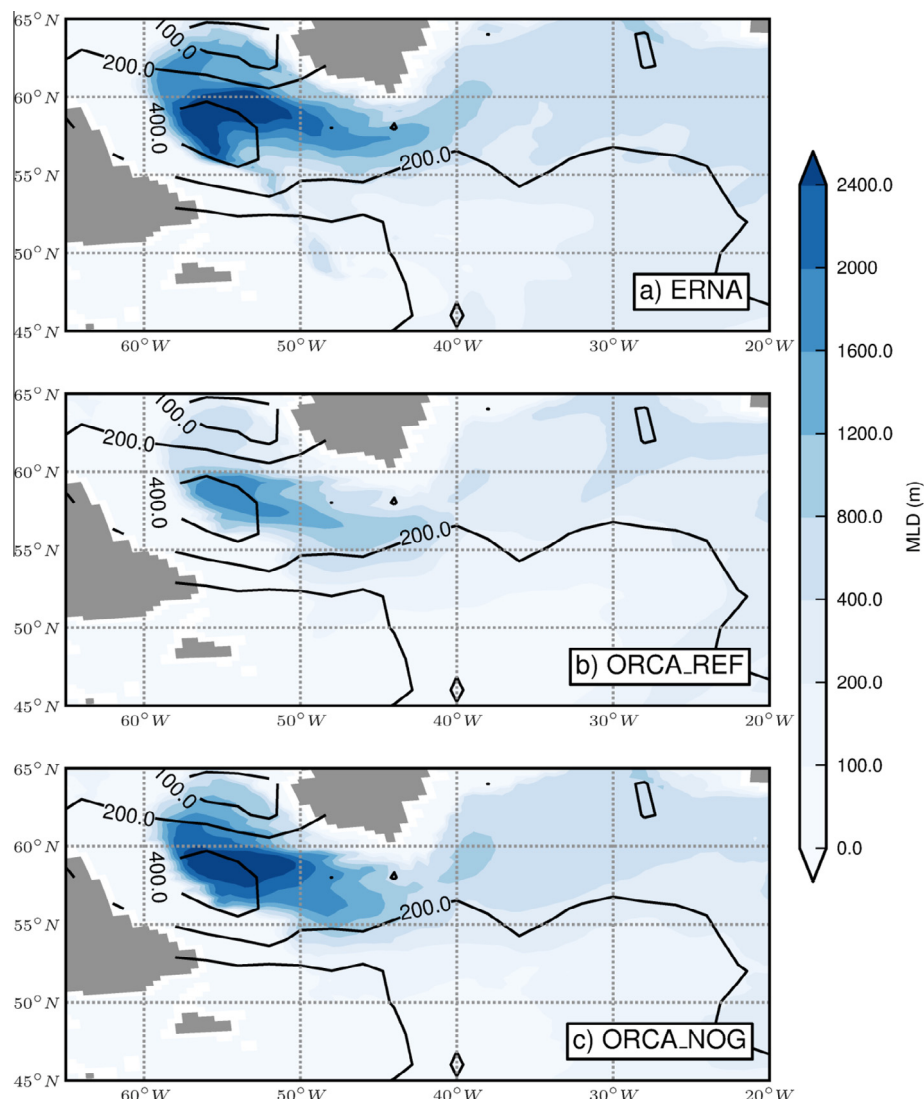 65°N
60°N
55°N
50°N
45°N
100.0
200.0
400.0
200.0
a) ERNA
60°W
50°W
40°W
30°W
20°W
65°N
60°N
55°N
50°N
45°N
100.0
200.0
400.0
200.0
b) ORCA_REF
60°W
50°W
40°W
30°W
20°W
65°N
60°N
55°N
50°N
45°N
100.0
200.0
400.0
200.0
c) ORCA_NOG
60°W
50°W
40°W
30°W
20°W
2400.0
2000
1600.0
1200.0
800.0
400.0
200.0
100.0
0.0
MLD (m)